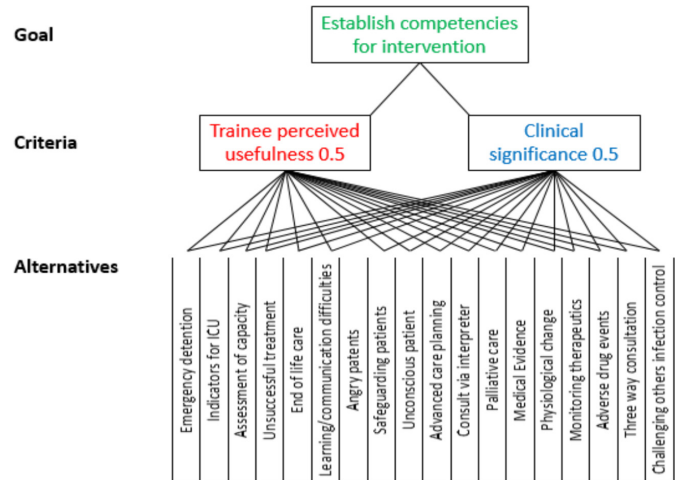 Goal
Establish competencies
for intervention
Criteria
Trainee perceived
usefulness 0.5
Clinical
significance 0.5
Alternatives
Emergency detention
Indicators for ICU
Assessment of capacity
Unsuccessful treatment
End of life care
Learning/communication difficulties
Angry patents
Safeguarding patients
Unconscious patient
Advanced care planning
Consult via interpreter
Palliative care
Medical Evidence
Physiological change
Monitoring therapeutics
Adverse drug events
Three way consultation
Challenging others infection control